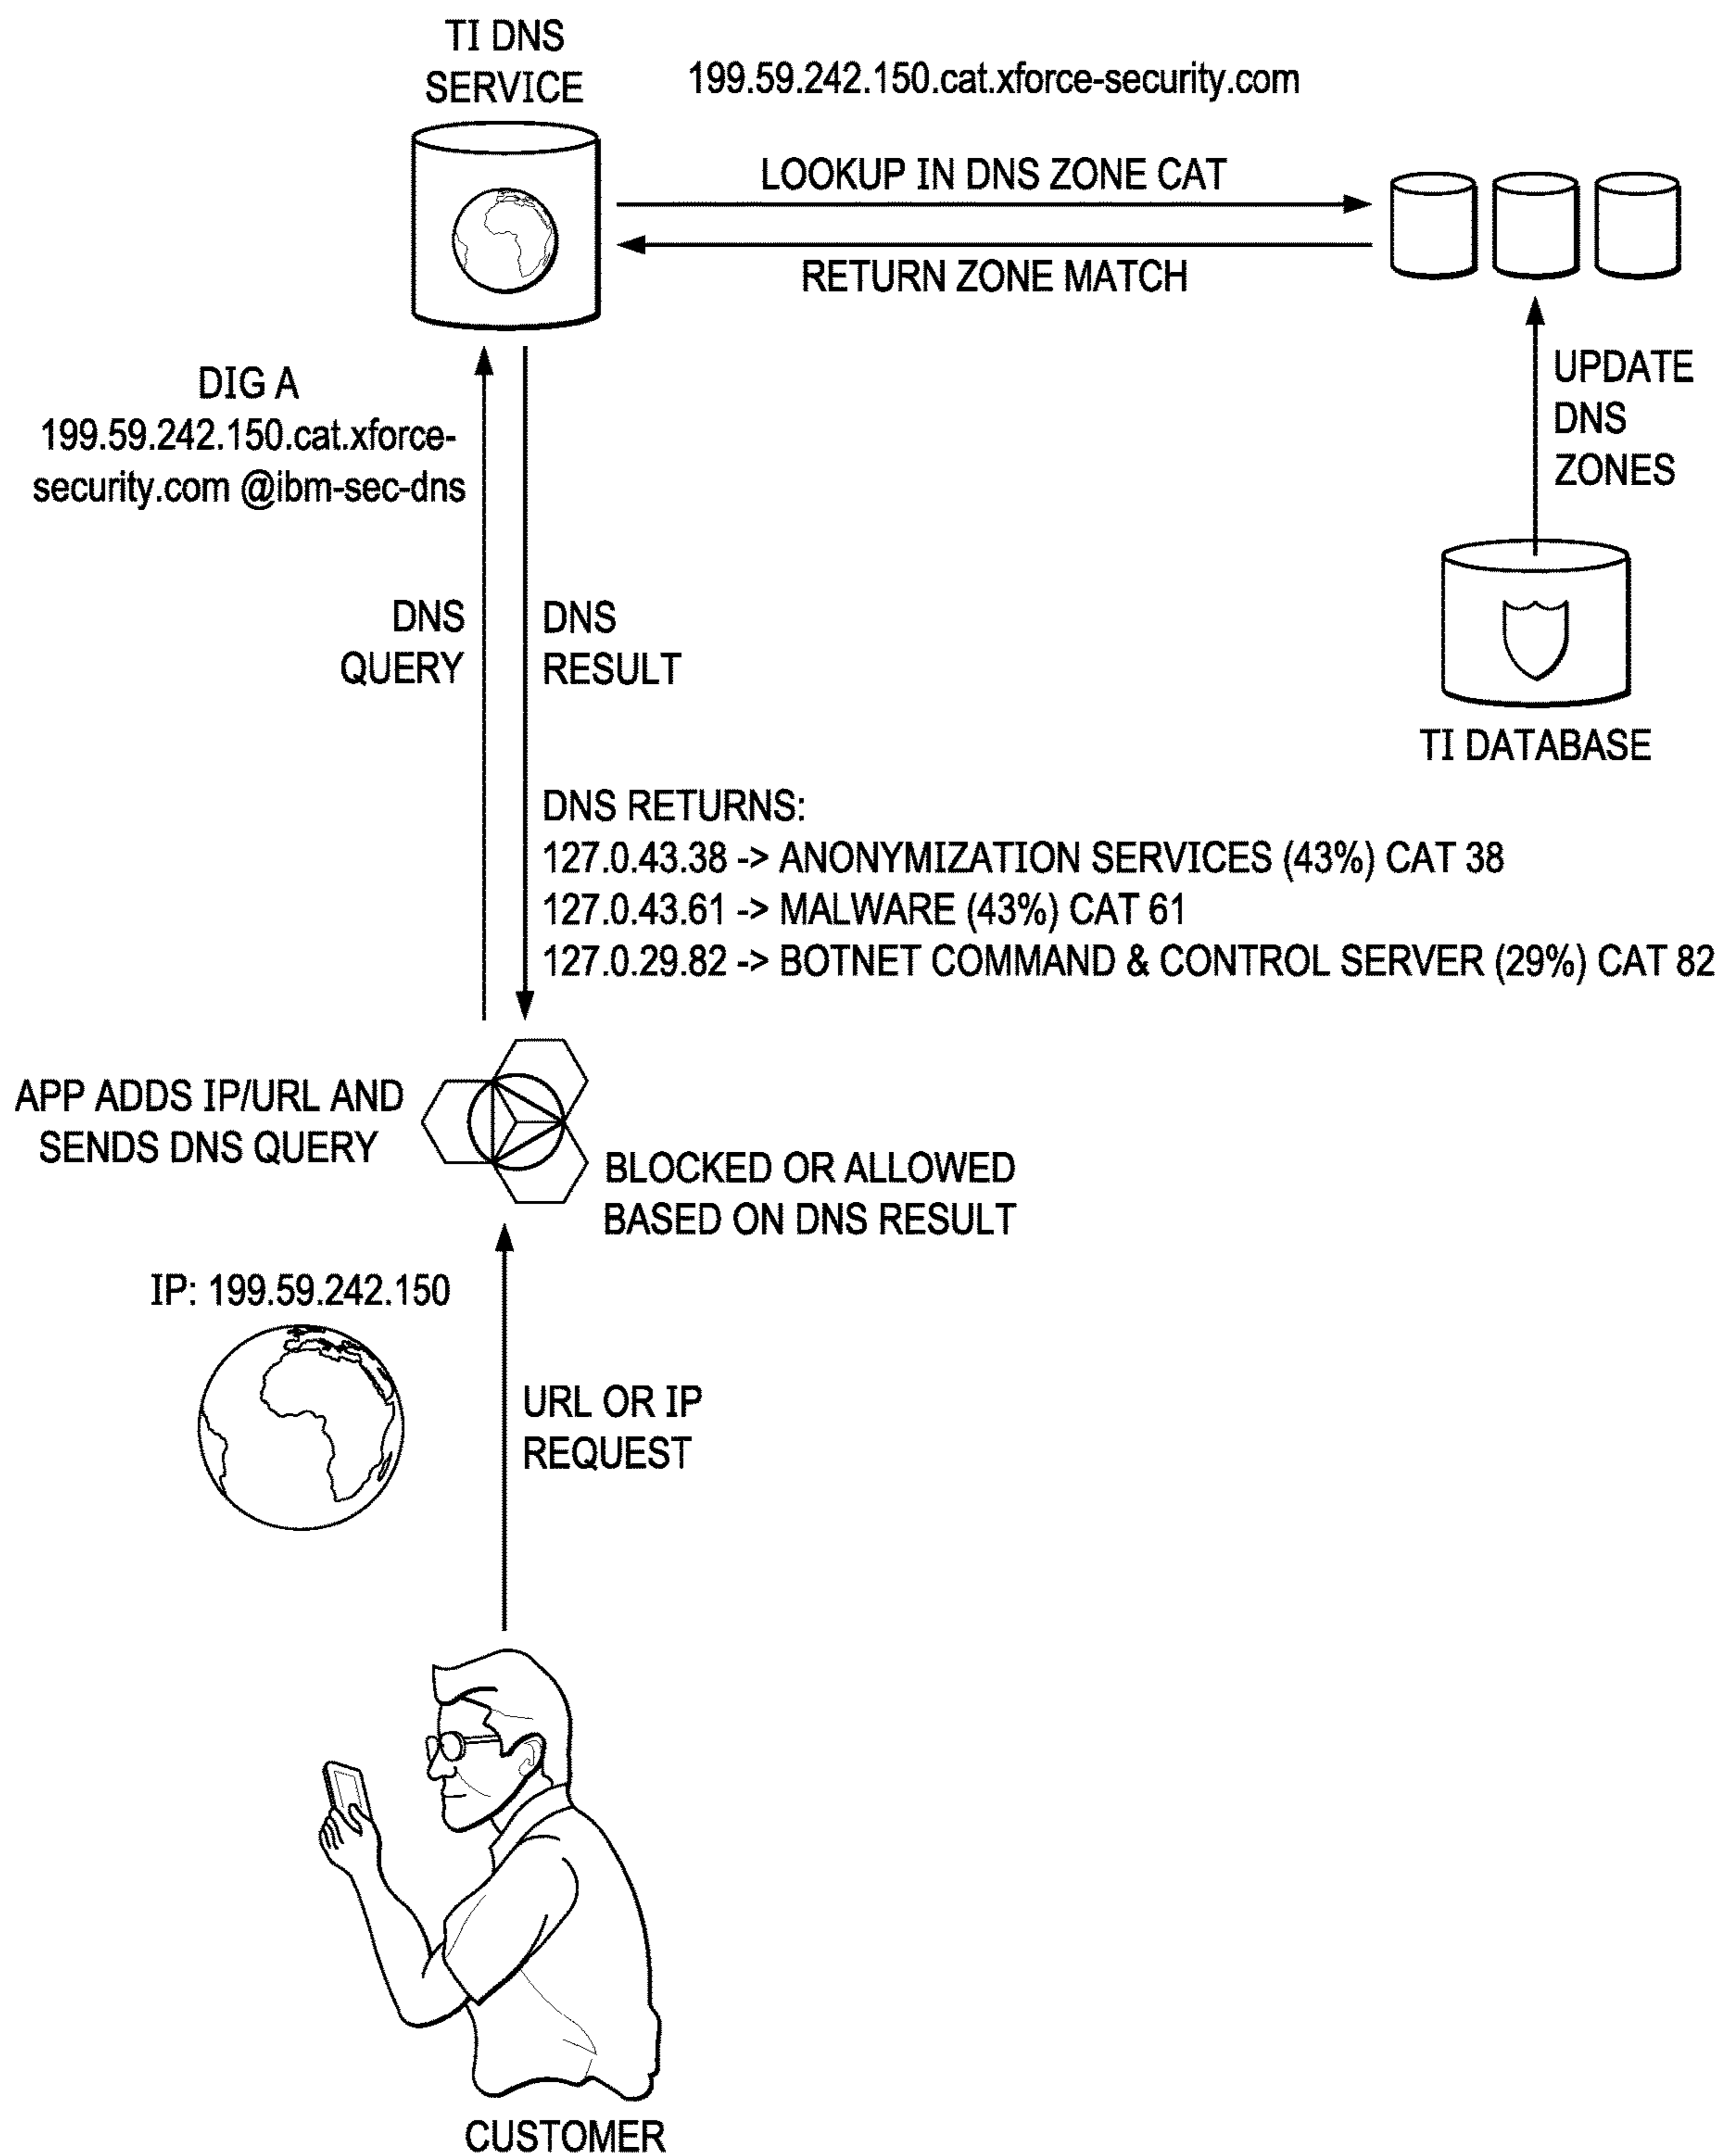 TI DNS
SERVICE
199.59.242.150.cat.xforce-security.com
LOOKUP IN DNS ZONE CAT
RETURN ZONE MATCH
DIG A
199.59.242.150.cat.xforce-
security.com @ibm-sec-dns
UPDATE
DNS
ZONES
DNS
QUERY
DNS
RESULT
TI DATABASE
DNS RETURNS:
127.0.43.38 -> ANONYMIZATION SERVICES (43%) CAT 38
127.0.43.61 -> MALWARE (43%) CAT 61
127.0.29.82 -> BOTNET COMMAND & CONTROL SERVER (29%) CAT 82
APP ADDS IP/URL AND
SENDS DNS QUERY
BLOCKED OR ALLOWED
BASED ON DNS RESULT
IP: 199.59.242.150
URL OR IP
REQUEST
CUSTOMER